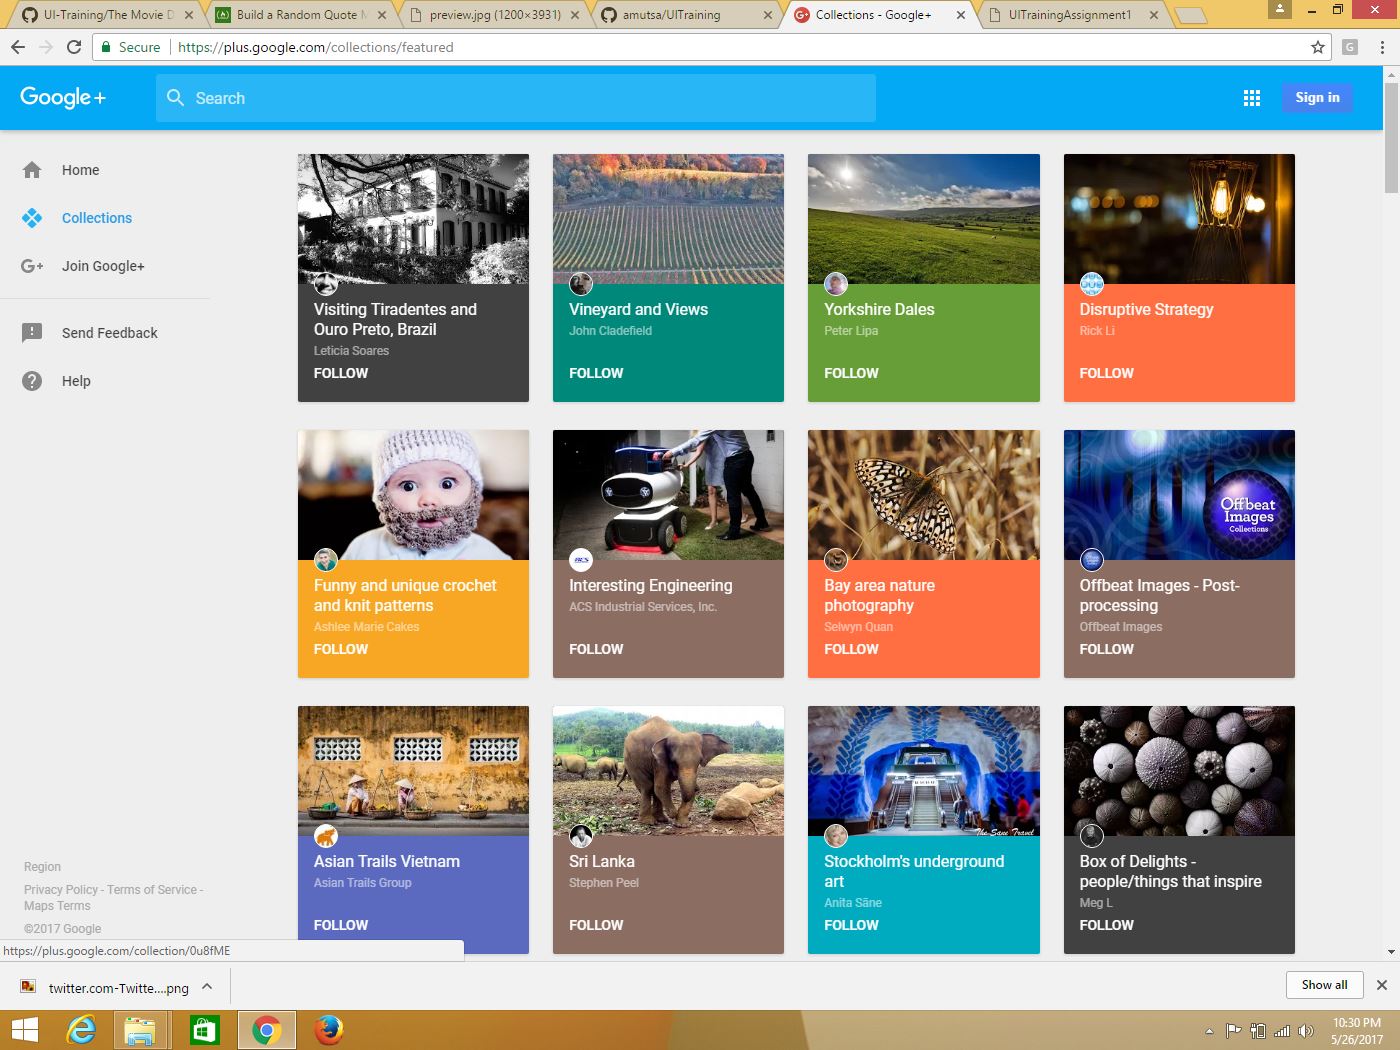 UI-Training/The Movie D
Build a Random Quote M
preview.jpg (1200×3931)
amutsa/UITraining
Collections - Google+
UITrainingAssignment1
Secure
https://plus.google.com/collections/featured
G
Google+
Search
Sign in
Home
Collections
G+ Join Google+
Send Feedback
Help
Visiting Tiradentes and
Ouro Preto, Brazil
Leticia Soares
FOLLOW
Vineyard and Views
John Cladefield
FOLLOW
Yorkshire Dales
Peter Lipa
FOLLOW
Disruptive Strategy
Rick Li
FOLLOW
Funny and unique crochet
and knit patterns
Ashlee Marie Cakes
FOLLOW
ACS
Interesting Engineering
ACS Industrial Services, Inc.
FOLLOW
Bay area nature
photography
Selwyn Quan
FOLLOW
Offbeat
Images
Collections
Offbeat Images - Post-
processing
Offbeat Images
FOLLOW
Asian Trails Vietnam
Asian Trails Group
FOLLOW
Sri Lanka
Stephen Peel
FOLLOW
The Sane Travel
Stockholm's underground
art
Anita Sāne
FOLLOW
Box of Delights -
people/things that inspire
Meg L
FOLLOW
Region
Privacy Policy - Terms of Service -
Maps Terms
©2017 Google
https://plus.google.com/collection/0u8fME
twitter.com-Twitte....png
Show all
10:30 PM
5/26/2017